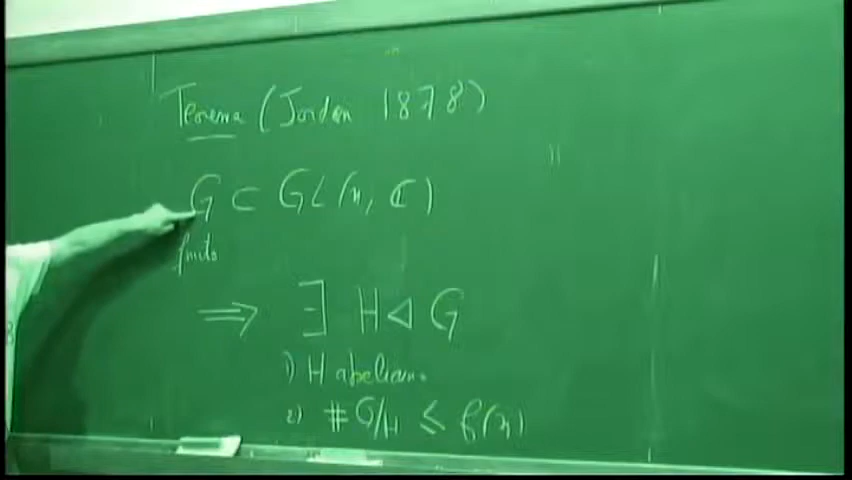 Teorema (Jordan 1878)
G ⊂ GL(n, ℂ)
finito
⟹ ∃ H ◁ G
1) H abeliano
2) # G/H ≤ f(n)